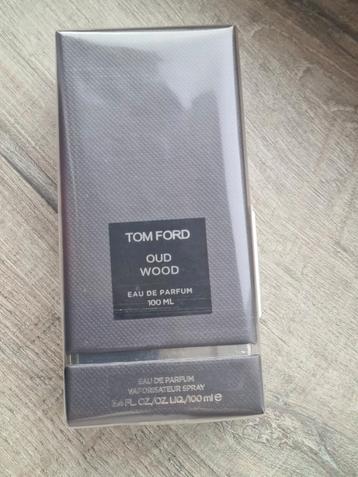 TOM FORD
OUD
WOOD
EAU DE PARFUM
100 ML
EAU DE PARFUM
VAPORISATEUR SPRAY
3.4 FL. OZ./OZ. LIQ./100 ml e